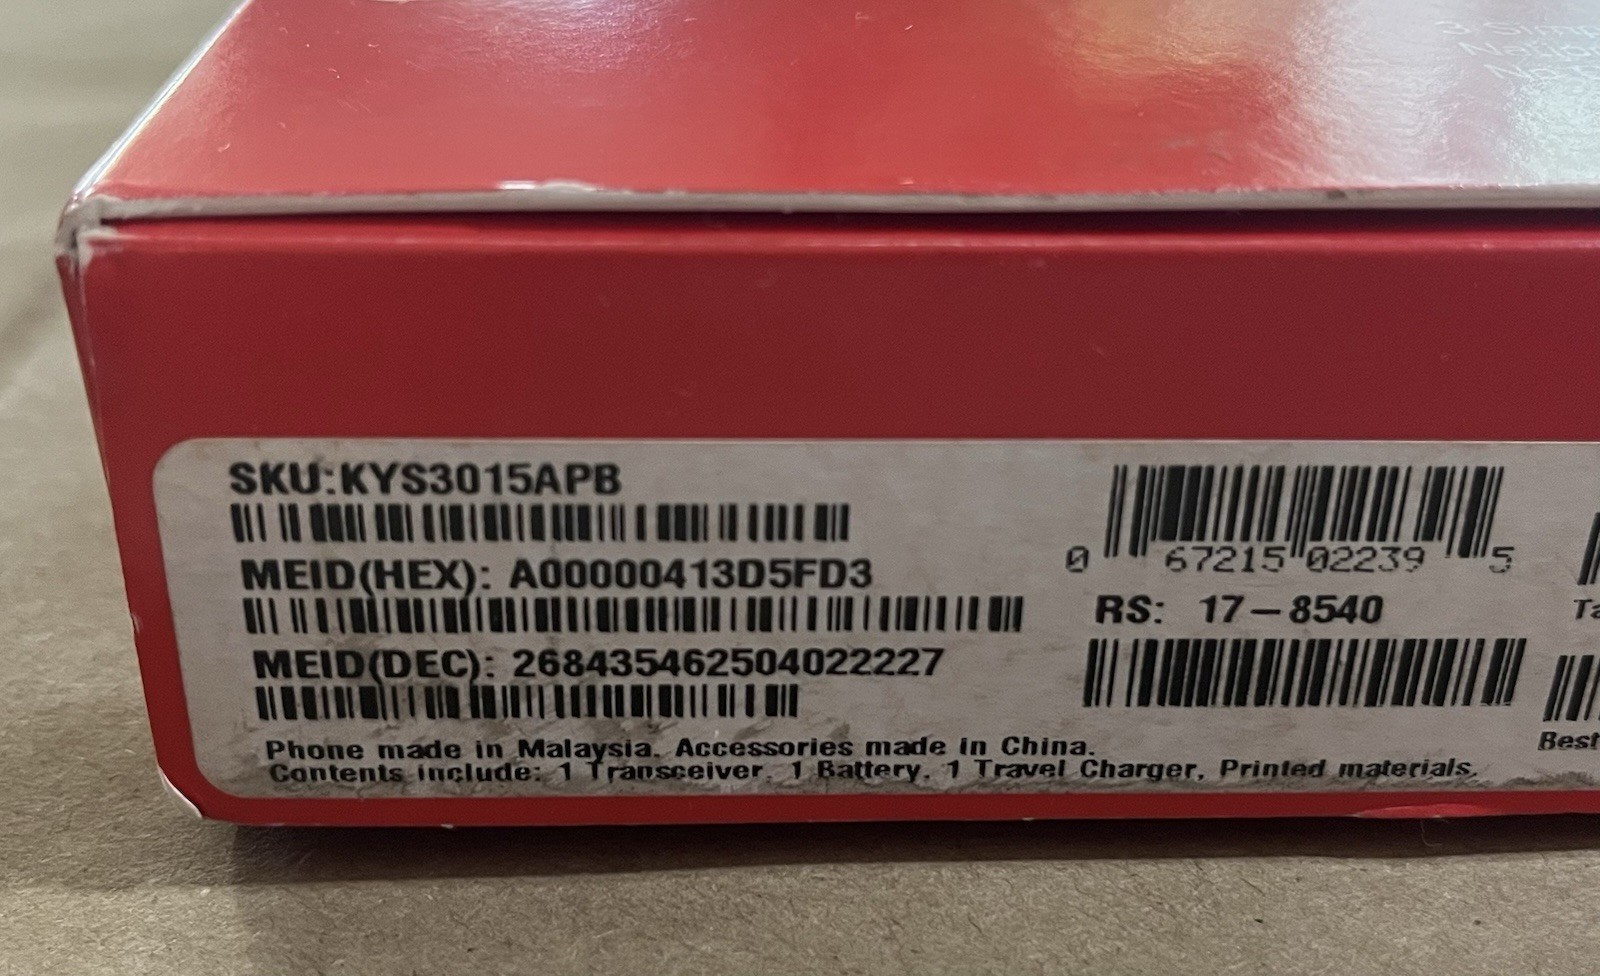 SKU:KYS3015APB
MEID(HEX): A00000413D5FD3
MEID(DEC): 268435462504022227
Phone made in Malaysia. Accessories made in China.
Contents include: 1 Transceiver. 1 Battery. 1 Travel Charger, Printed materials.
0 67215 02239 5
RS: 17-8540
Best